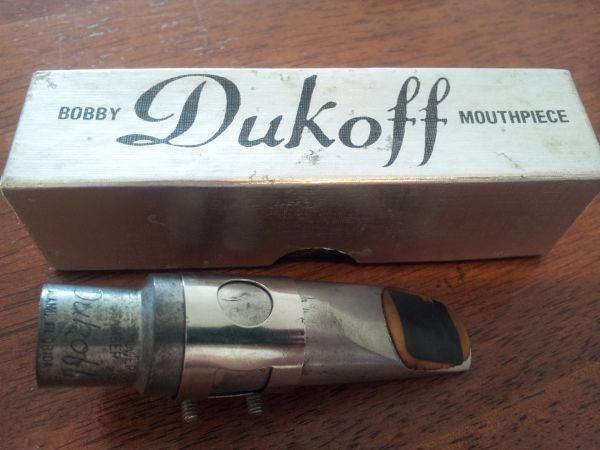 BOBBY Dukoff MOUTHPIECE
Dukoff
MIAMI, FLORIDA